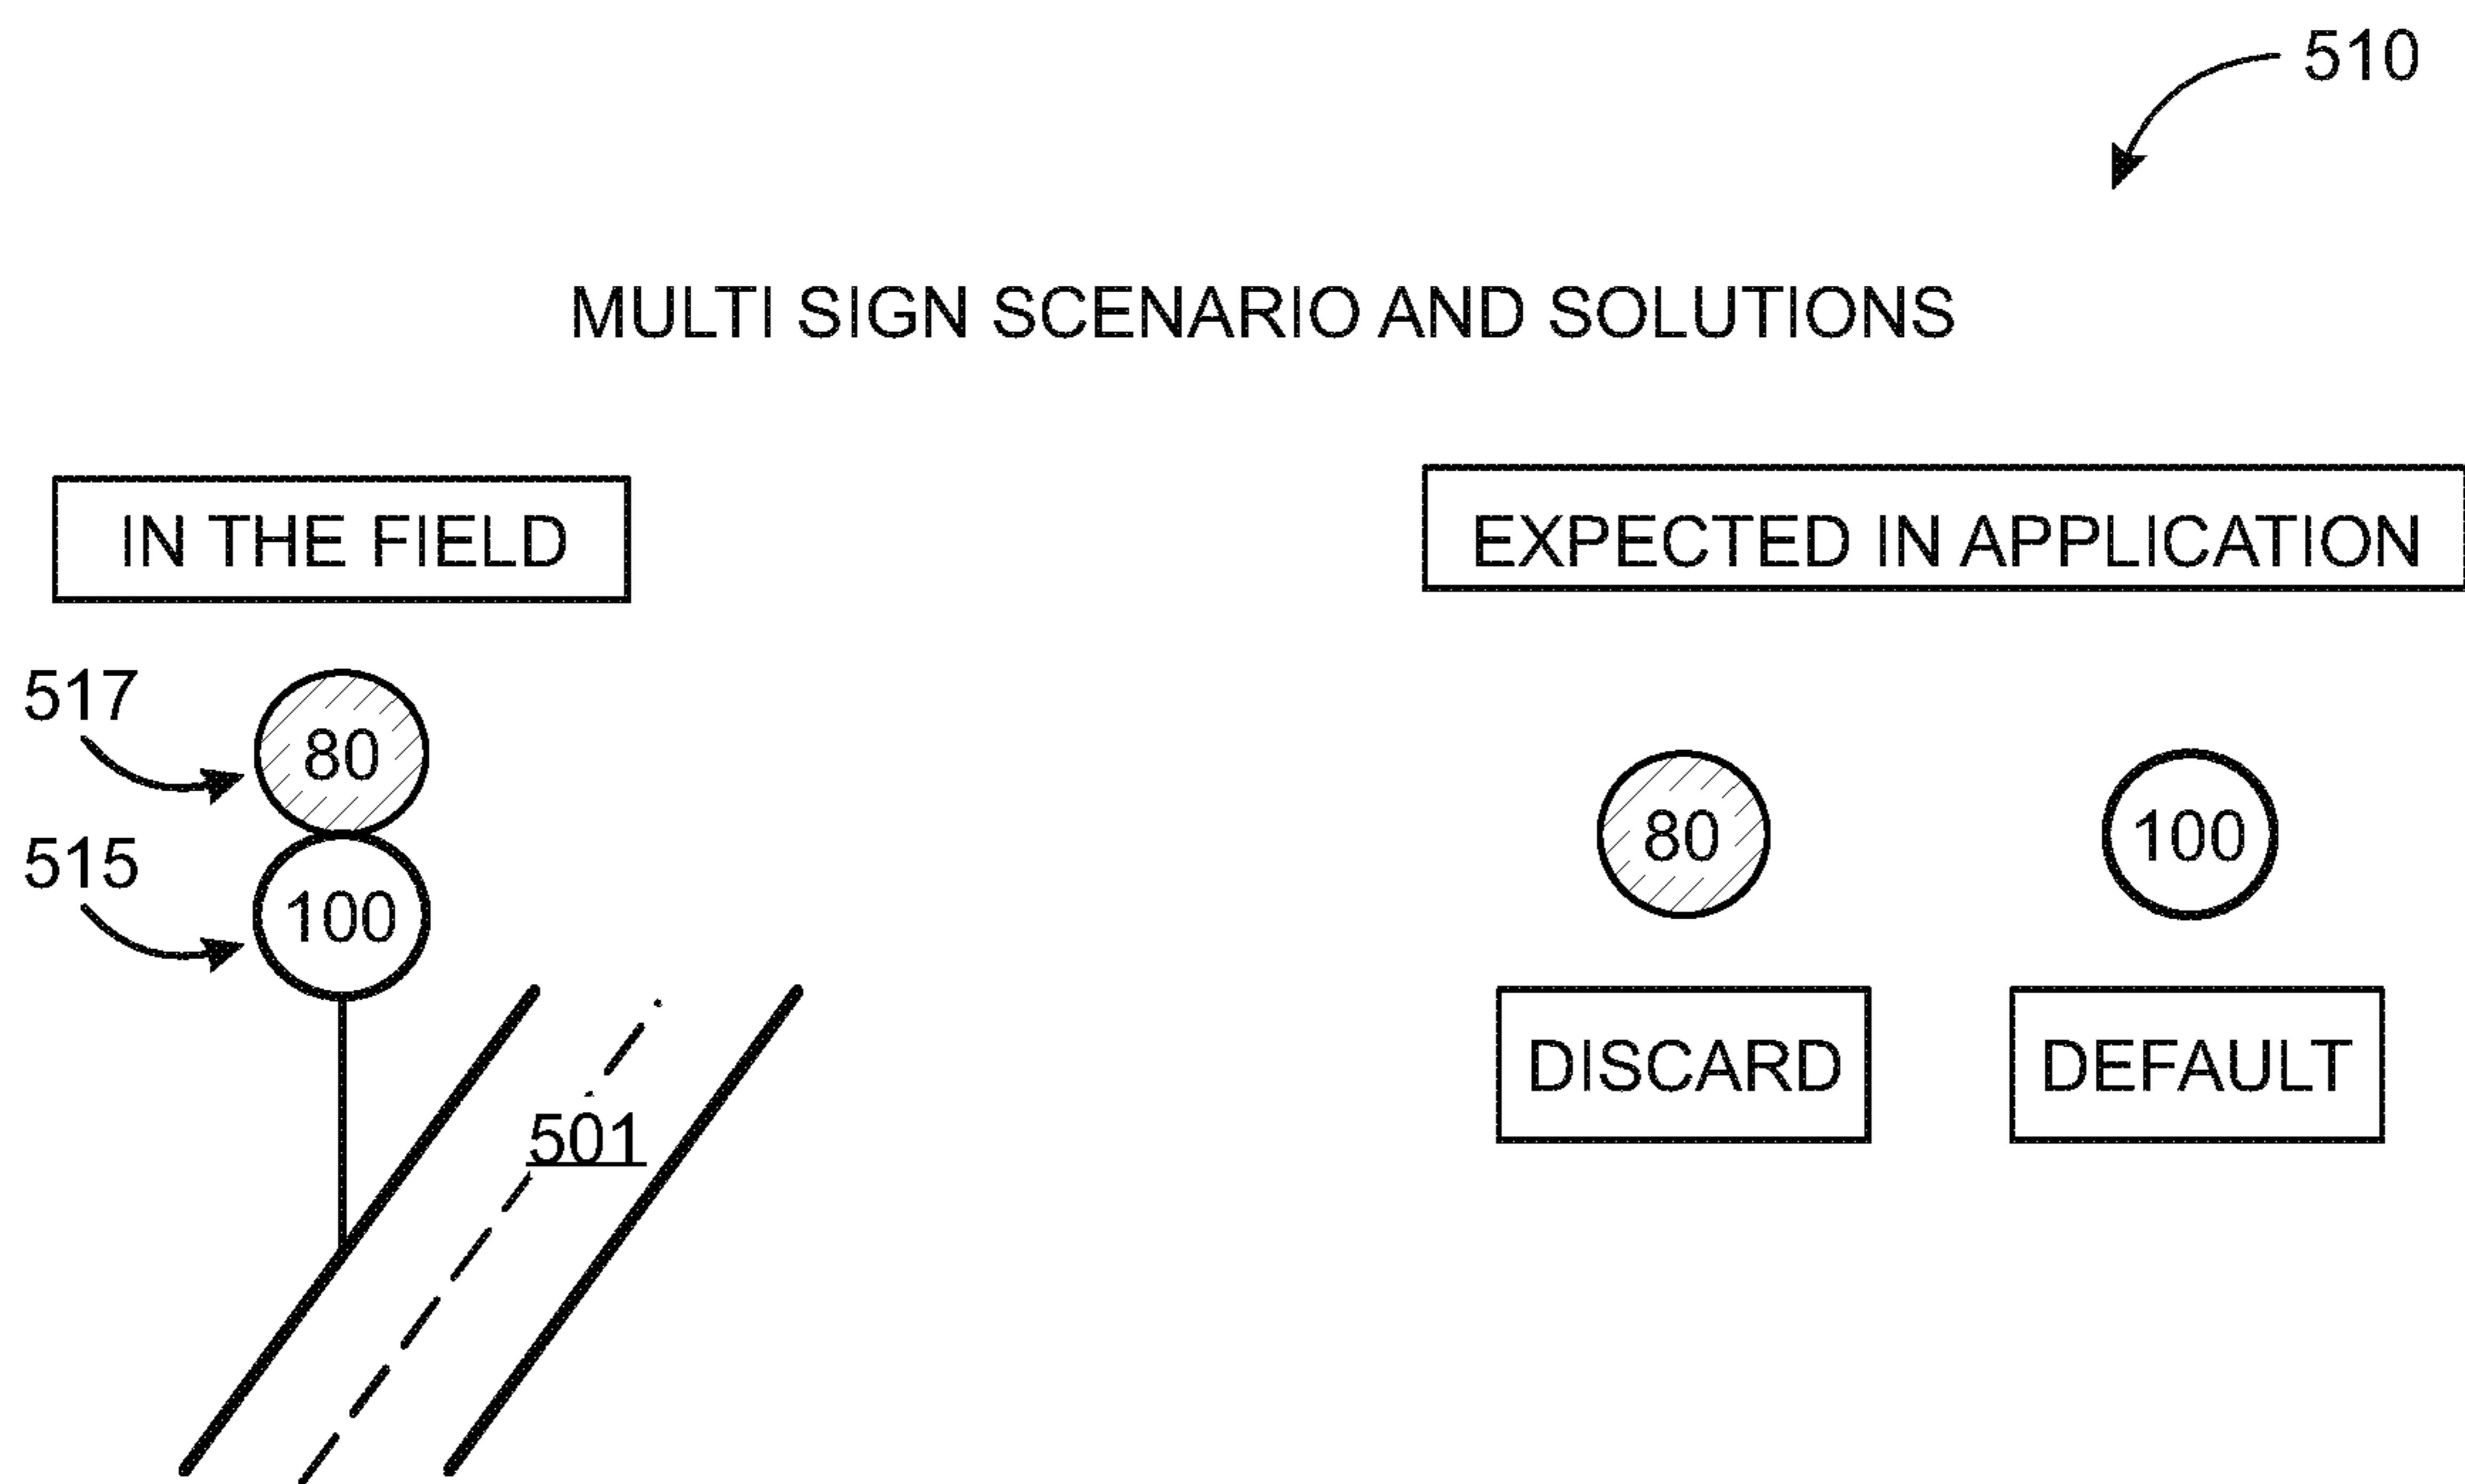 510
MULTI SIGN SCENARIO AND SOLUTIONS
IN THE FIELD
EXPECTED IN APPLICATION
517
80
515
100
501
80
100
DISCARD
DEFAULT